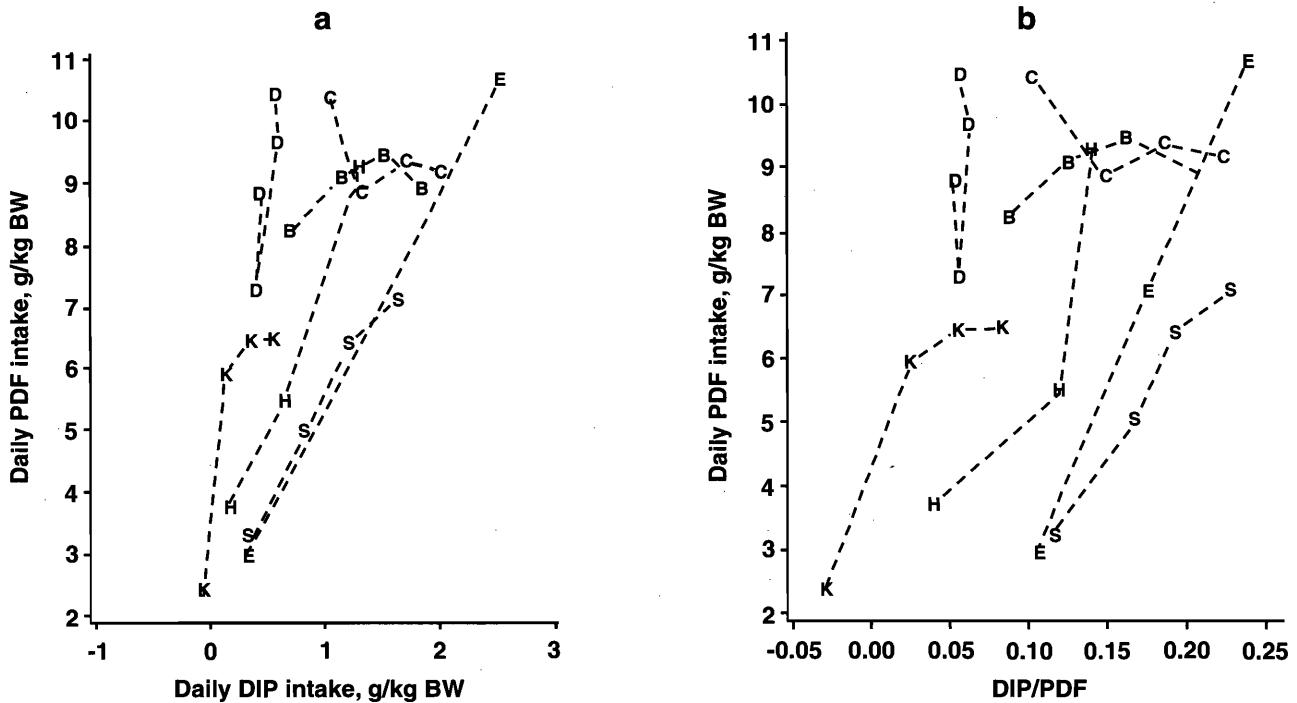 a
11
10
9
8
7
6
5
4
3
2
Daily PDF intake, g/kg BW
-1 0 1 2 3
Daily DIP intake, g/kg BW
D
D
D
D
C
C
C
C
E
E
B
B
B
B
H
H
H
S
S
S
S
K
K
K
K
b
11
10
9
8
7
6
5
4
3
2
Daily PDF intake, g/kg BW
-0.05 0.00 0.05 0.10 0.15 0.20 0.25
DIP/PDF
D
D
D
D
C
C
C
C
E
E
E
B
B
B
H
H
H
S
S
S
S
K
K
K
K